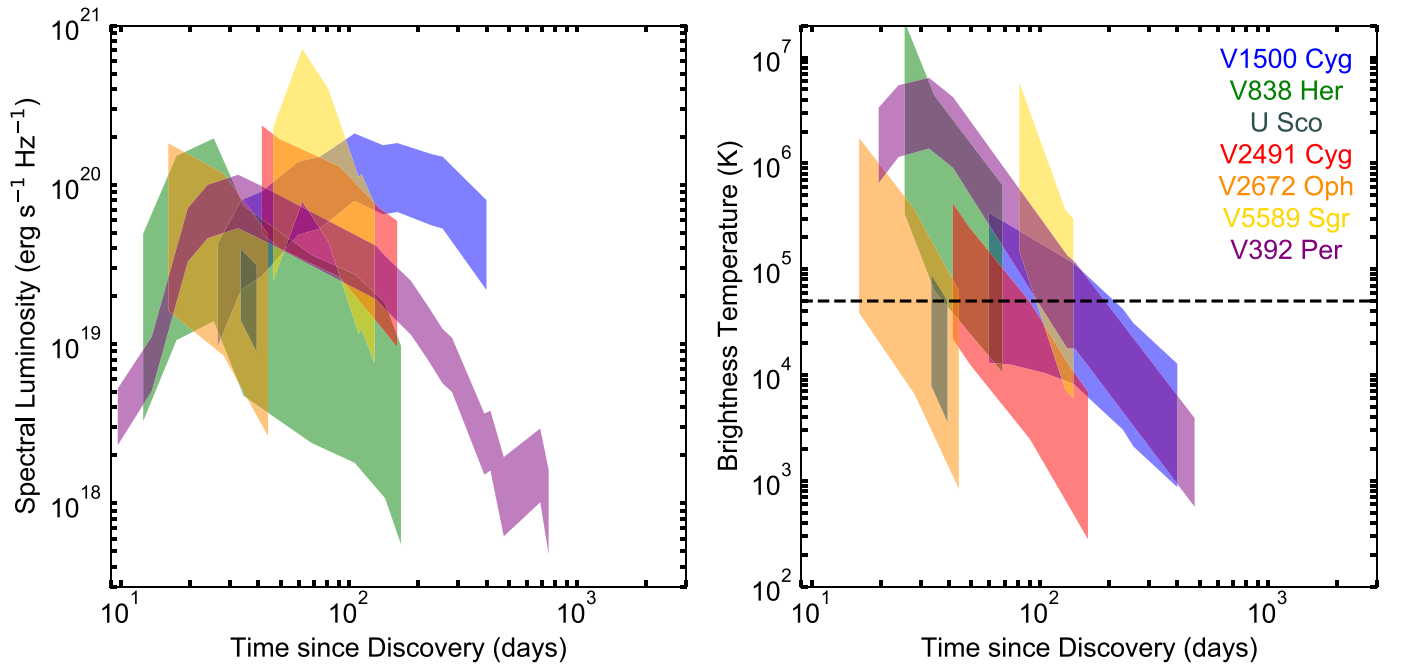 10^21
10^20
10^19
10^18
Spectral Luminosity (erg s^−1 Hz^−1)
10^1 10^2 10^3
Time since Discovery (days)
10^7
10^6
10^5
10^4
10^3
10^2
Brightness Temperature (K)
V1500 Cyg
V838 Her
U Sco
V2491 Cyg
V2672 Oph
V5589 Sgr
V392 Per
10^1 10^2 10^3
Time since Discovery (days)